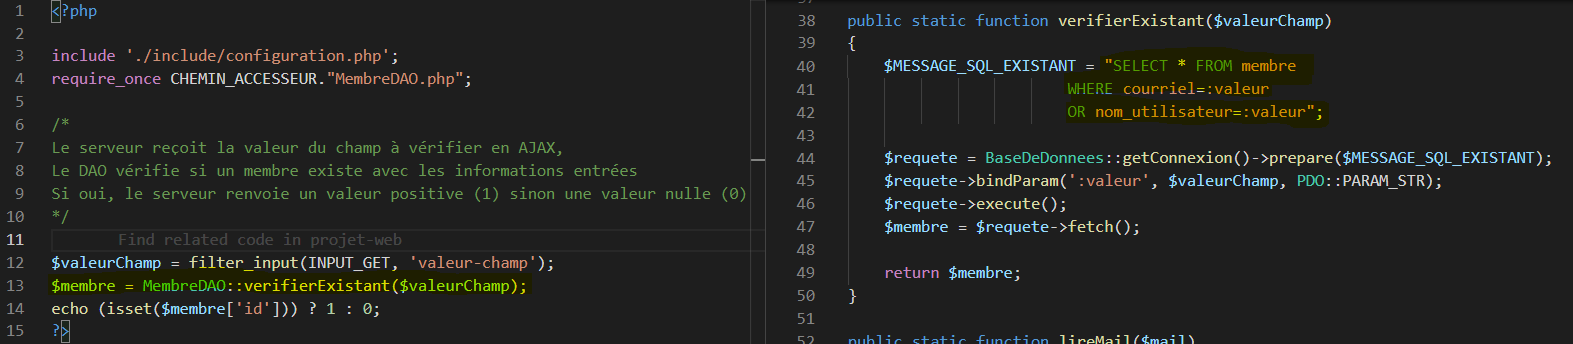 1 <?php
2
3 include './include/configuration.php';
4 require_once CHEMIN_ACCESSEUR."MembreDAO.php";
5
6 /*
7 Le serveur reçoit la valeur du champ à vérifier en AJAX,
8 Le DAO vérifie si un membre existe avec les informations entrées
9 Si oui, le serveur renvoie un valeur positive (1) sinon une valeur nulle (0)
10 */
11 Find related code in projet-web
12 $valeurChamp = filter_input(INPUT_GET, 'valeur-champ');
13 $membre = MembreDAO::verifierExistant($valeurChamp);
14 echo (isset($membre['id'])) ? 1 : 0;
15 ?>
37
38 public static function verifierExistant($valeurChamp)
39 {
40 $MESSAGE_SQL_EXISTANT = "SELECT * FROM membre
41 WHERE courriel=:valeur
42 OR nom_utilisateur=:valeur";
43
44 $requete = BaseDeDonnees::getConnexion()->prepare($MESSAGE_SQL_EXISTANT);
45 $requete->bindParam(':valeur', $valeurChamp, PDO::PARAM_STR);
46 $requete->execute();
47 $membre = $requete->fetch();
48
49 return $membre;
50 }
51
52 public static function lireMail($mail)